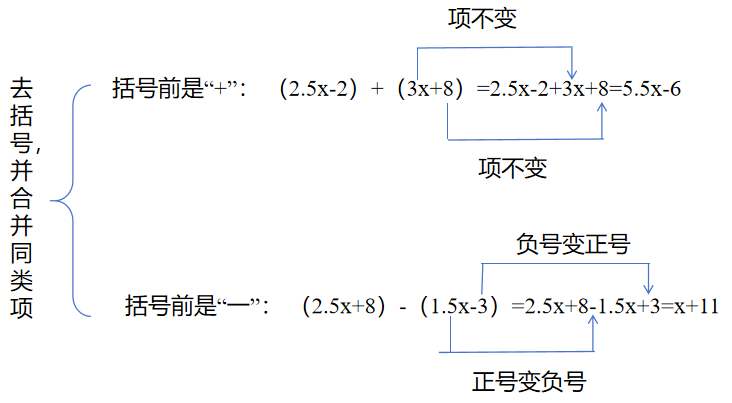 项不变
去括号，并合并同类项
括号前是“+”： （2.5x-2）+（3x+8）=2.5x-2+3x+8=5.5x-6
项不变
负号变正号
括号前是“—”： （2.5x+8）-（1.5x-3）=2.5x+8-1.5x+3=x+11
正号变负号